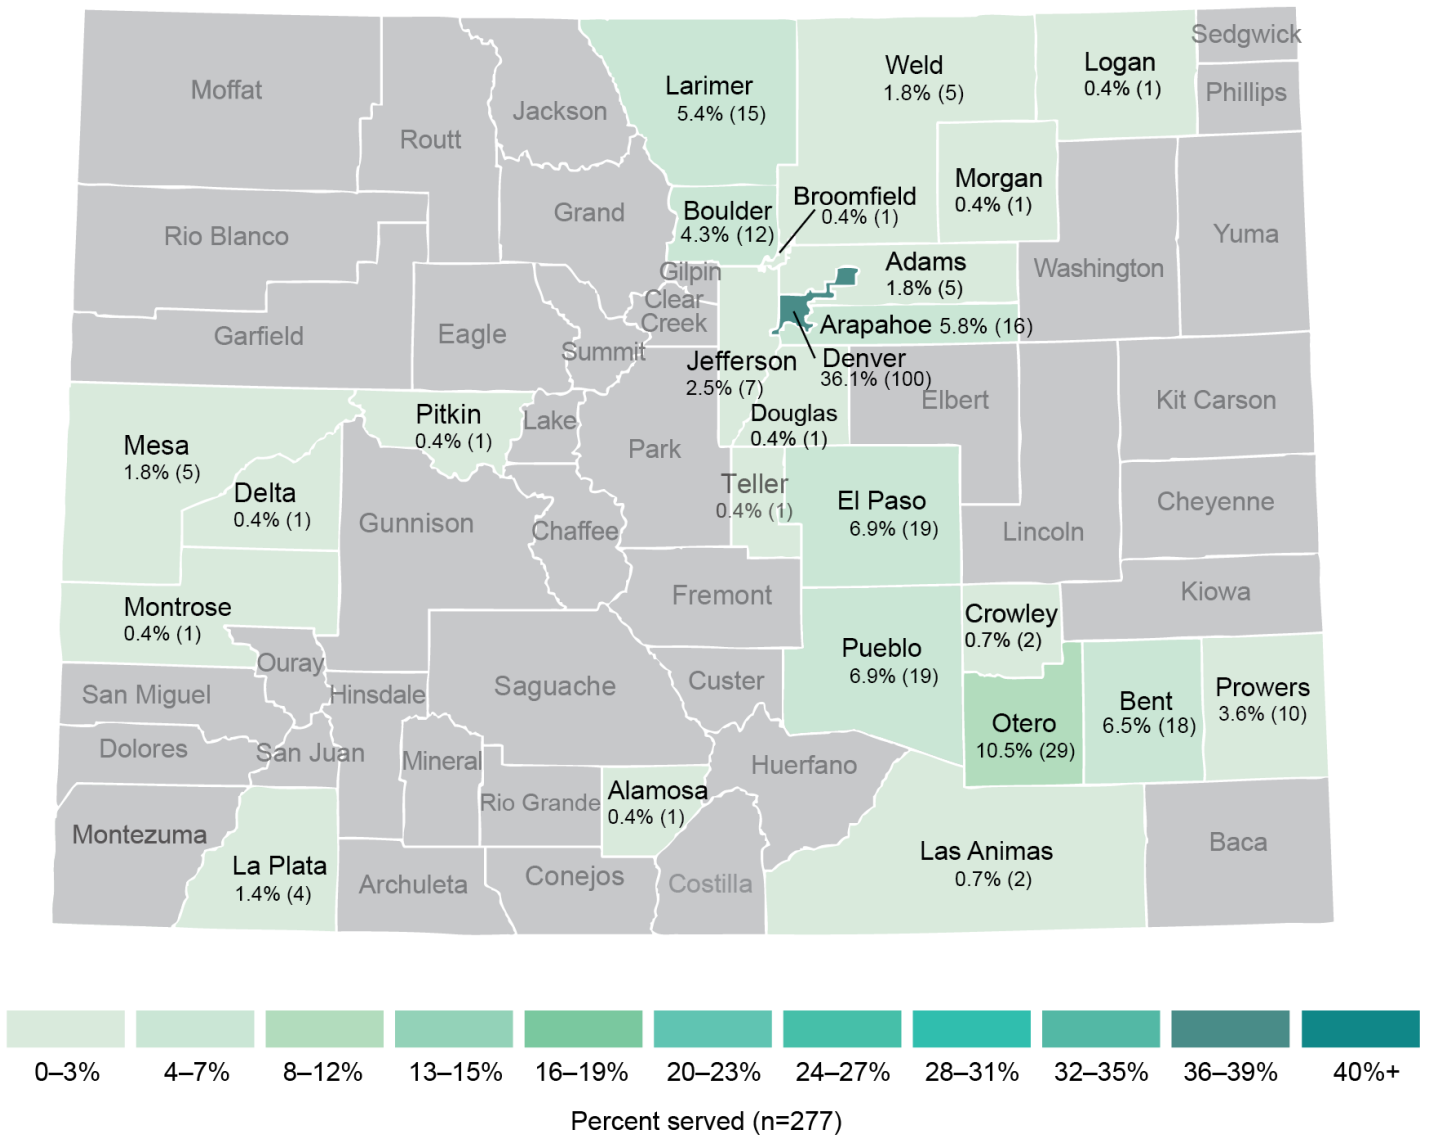 Moffat
Routt
Jackson
Larimer
5.4% (15)
Weld
1.8% (5)
Logan
0.4% (1)
Sedgwick
Phillips
Morgan
0.4% (1)
Broomfield
0.4% (1)
Boulder
4.3% (12)
Grand
Rio Blanco
Yuma
Washington
Adams
1.8% (5)
Gilpin
Clear
Creek
Arapahoe 5.8% (16)
Garfield
Eagle
Summit
Jefferson
2.5% (7)
Denver
36.1% (100)
Elbert
Kit Carson
Douglas
0.4% (1)
Lake
Pitkin
0.4% (1)
Mesa
1.8% (5)
Park
Delta
0.4% (1)
Teller
0.4% (1)
El Paso
6.9% (19)
Cheyenne
Gunnison
Chaffee
Lincoln
Kiowa
Fremont
Montrose
0.4% (1)
Crowley
0.7% (2)
Pueblo
6.9% (19)
Ouray
San Miguel
Hinsdale
Saguache
Custer
Otero
10.5% (29)
Bent
6.5% (18)
Prowers
3.6% (10)
Dolores
San Juan
Mineral
Huerfano
Rio Grande
Alamosa
0.4% (1)
Montezuma
La Plata
1.4% (4)
Archuleta
Conejos
Costilla
Las Animas
0.7% (2)
Baca
0–3%
4–7%
8–12%
13–15%
16–19%
20–23%
24–27%
28–31%
32–35%
36–39%
40%+
Percent served (n=277)